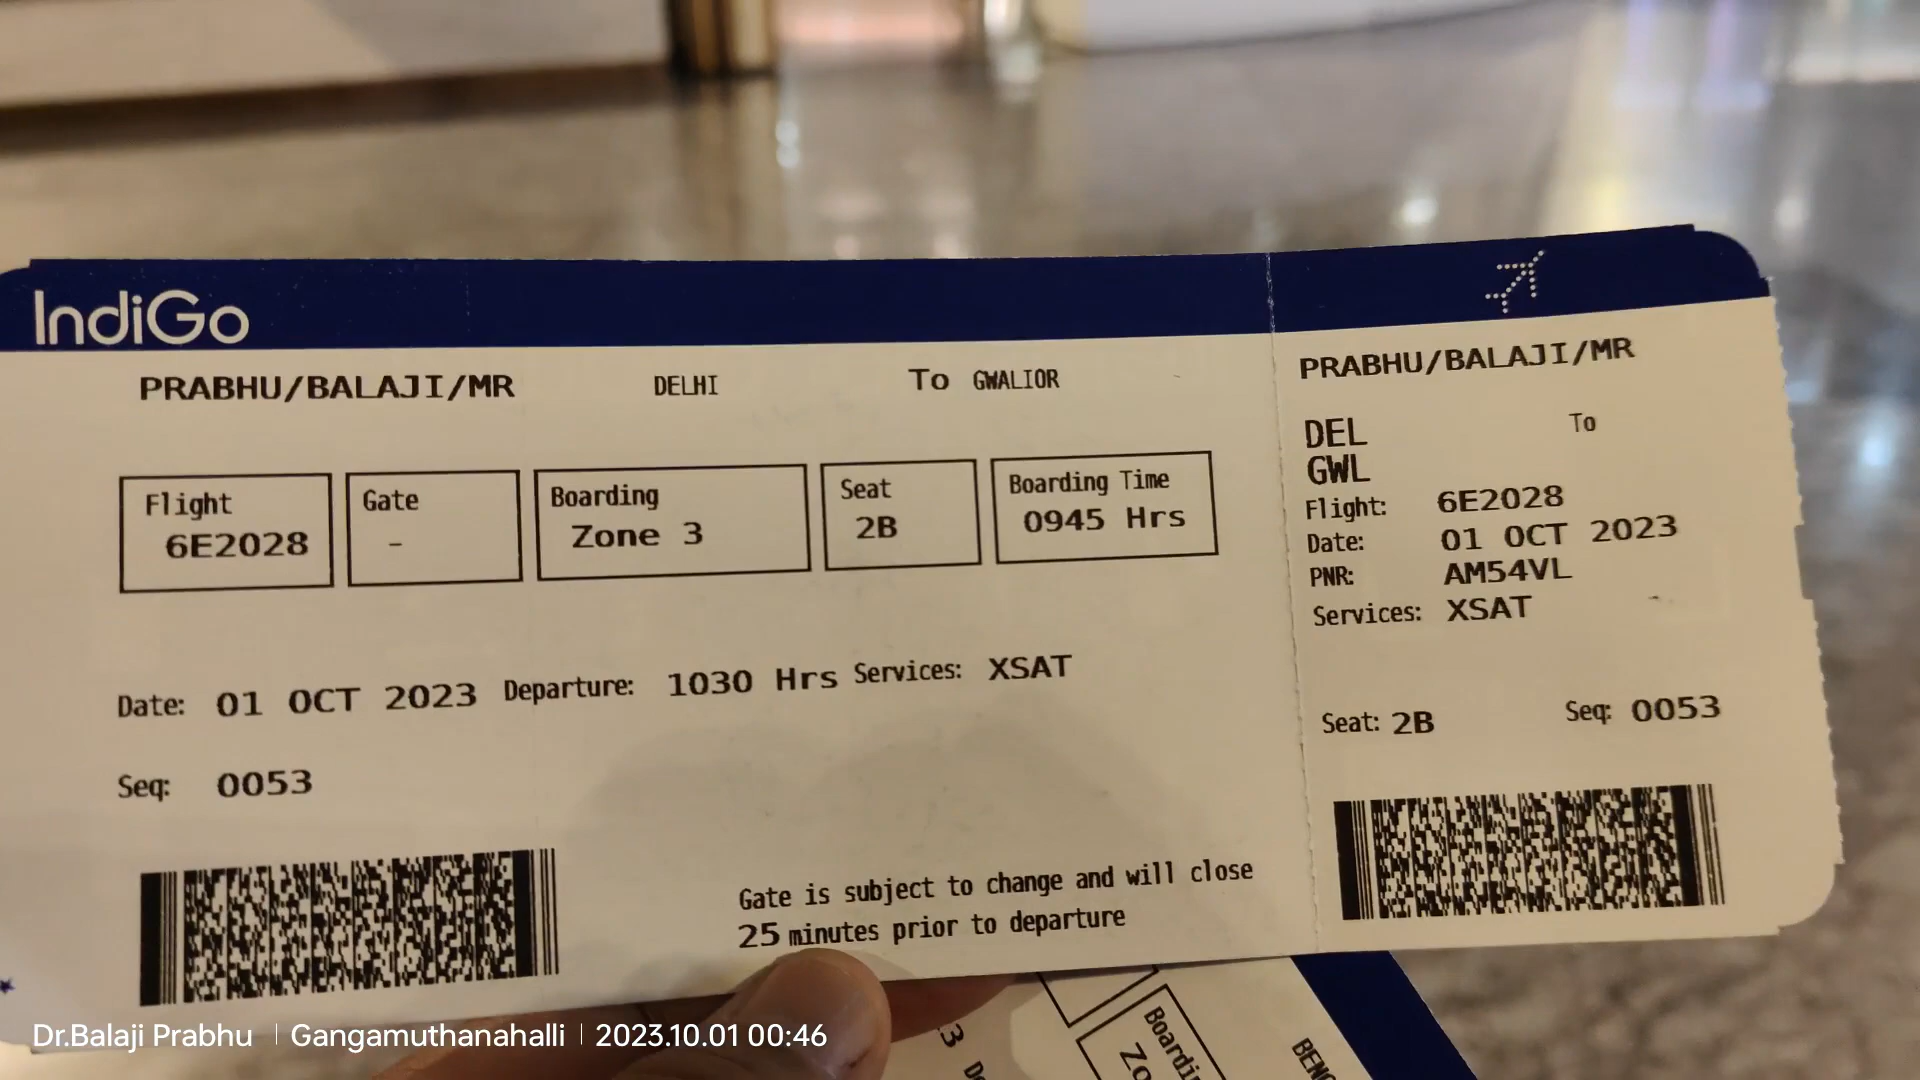 IndiGo
PRABHU/BALAJI/MR DELHI To GWALIOR
Flight Gate Boarding Seat Boarding Time
6E2028 - Zone 3 2B 0945 Hrs
Date: 01 OCT 2023 Departure: 1030 Hrs Services: XSAT
Seq: 0053
Gate is subject to change and will close
25 minutes prior to departure
PRABHU/BALAJI/MR
DEL To
GWL
Flight: 6E2028
Date: 01 OCT 2023
PNR: AM54VL
Services: XSAT
Seat: 2B Seq: 0053
Dr.Balaji Prabhu | Gangamuthanahalli | 2023.10.01 00:46